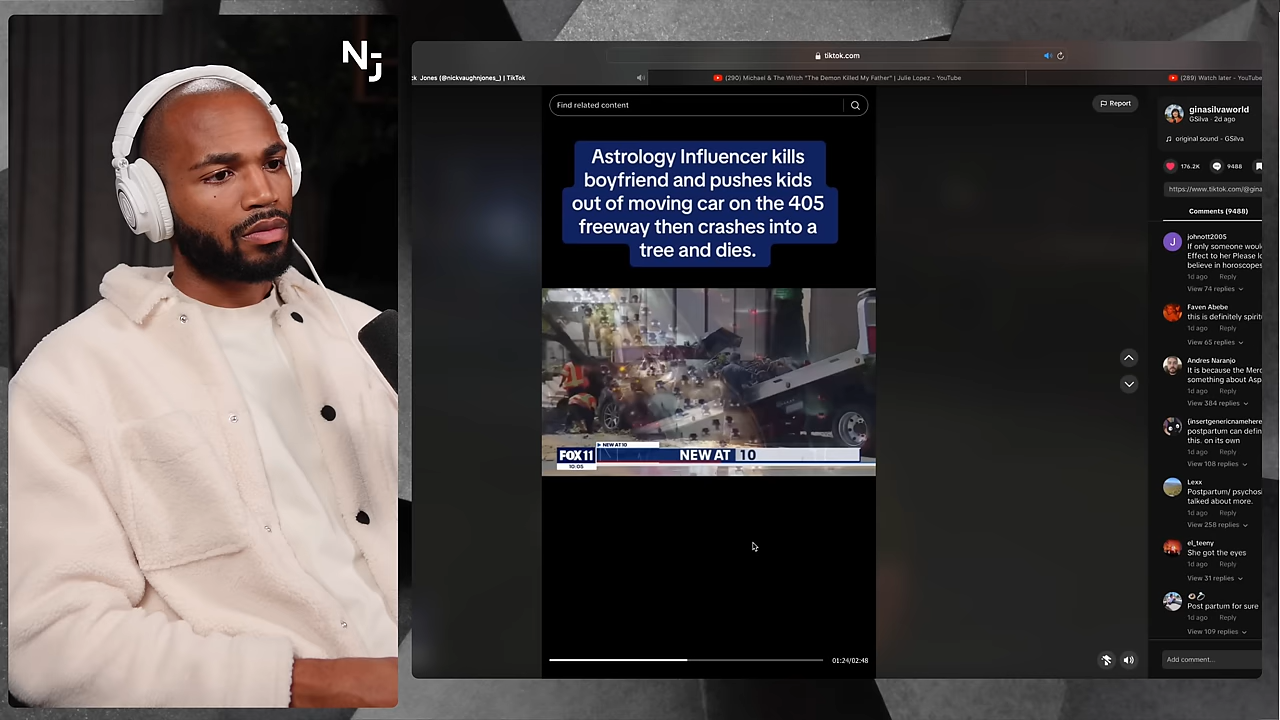 NJ
tiktok.com
ck Jones (@nickvaughnjones_) | TikTok
(290) Michael & The Witch "The Demon Killed My Father" | Julie Lopez - YouTube
(289) Watch later - YouTube
Find related content
Report
Astrology Influencer kills
boyfriend and pushes kids
out of moving car on the 405
freeway then crashes into a
tree and dies.
NEW AT 10
FOX 11
NEW AT 10
10:05
01:24/02:48
ginasilvaworld
GSilva · 2d ago
original sound - GSilva
176.2K
9488
https://www.tiktok.com/@gina
Comments (9488)
J
johnott2005
If only someone woul
Effect to her Please lo
believe in horoscopes
1d ago Reply
View 74 replies
Faven Abebe
this is definitely spirit
1d ago Reply
View 65 replies
Andres Naranjo
It is because the Merc
something about Asp
1d ago Reply
View 384 replies
(insertgenericnamehere
postpartum can defin
this. on its own
1d ago Reply
View 108 replies
Lexx
Postpartum/ psychos
talked about more.
1d ago Reply
View 258 replies
el_teeny
She got the eyes
1d ago Reply
View 31 replies
Post partum for sure
1d ago Reply
View 109 replies
Add comment...